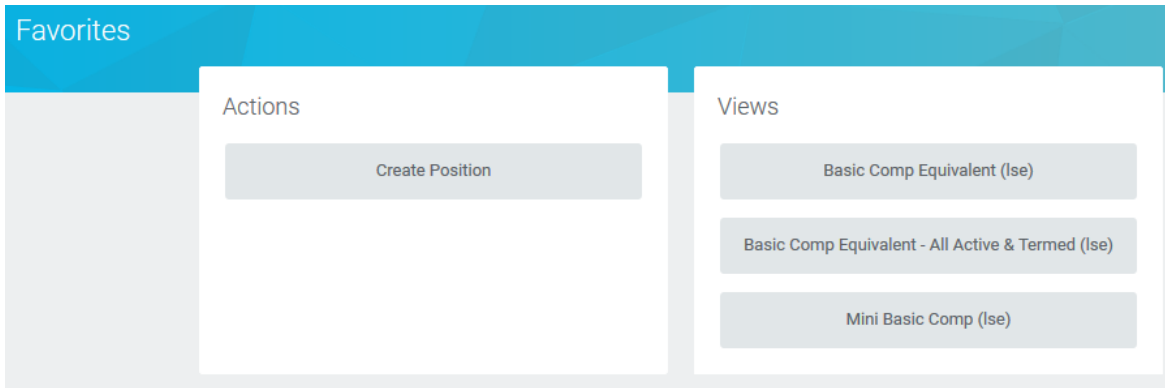 Favorites
Actions
Create Position
Views
Basic Comp Equivalent (lse)
Basic Comp Equivalent - All Active & Termed (lse)
Mini Basic Comp (lse)